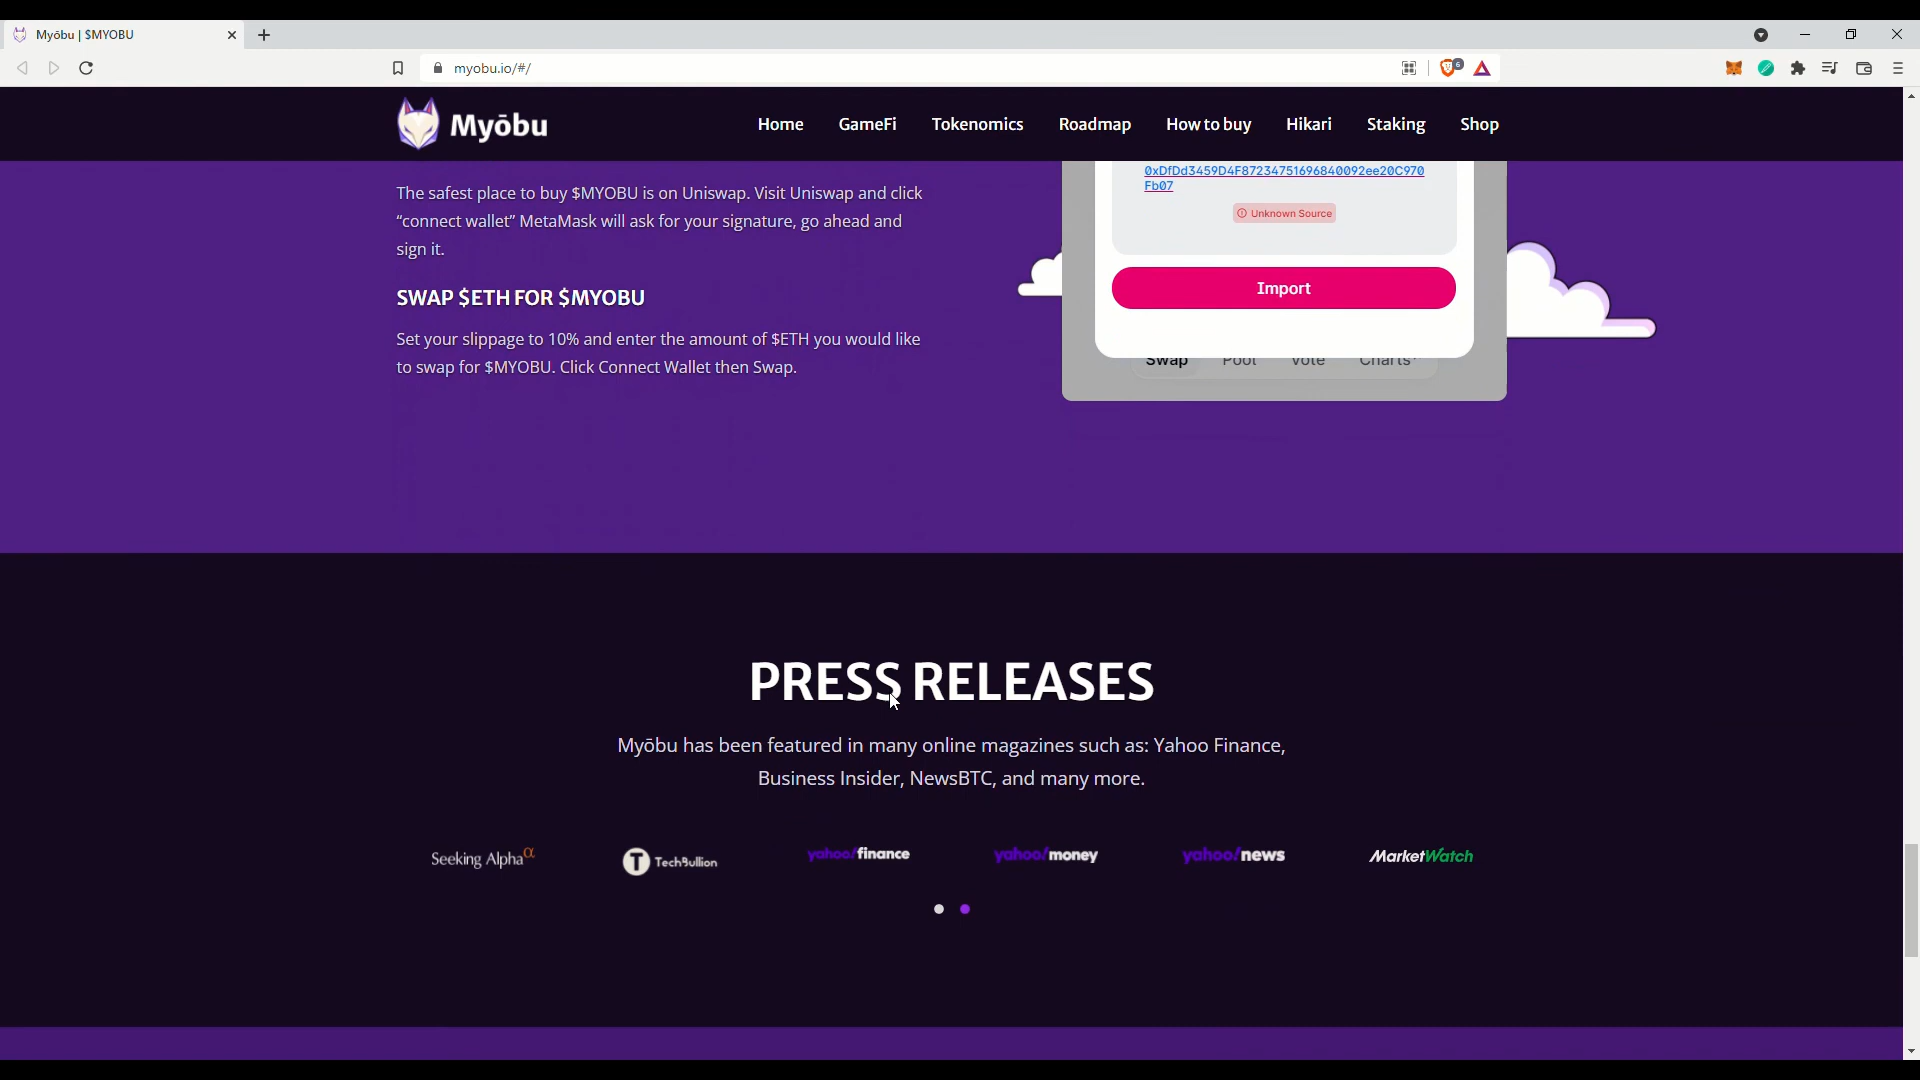 Myōbu | $MYOBU
myobu.io/#/
6
Myōbu
Home GameFi Tokenomics Roadmap How to buy Hikari Staking Shop
The safest place to buy $MYOBU is on Uniswap. Visit Uniswap and click
“connect wallet” MetaMask will ask for your signature, go ahead and
sign it.
SWAP $ETH FOR $MYOBU
Set your slippage to 10% and enter the amount of $ETH you would like
to swap for $MYOBU. Click Connect Wallet then Swap.
0xDfDd3459D4F87234751696840092ee20C970
Fb07
Unknown Source
Import
Swap Pool Vote Charts
PRESS RELEASES
Myōbu has been featured in many online magazines such as: Yahoo Finance,
Business Insider, NewsBTC, and many more.
Seeking Alphaα
T TechBullion
yahoo!finance
yahoo!money
yahoo!news
MarketWatch